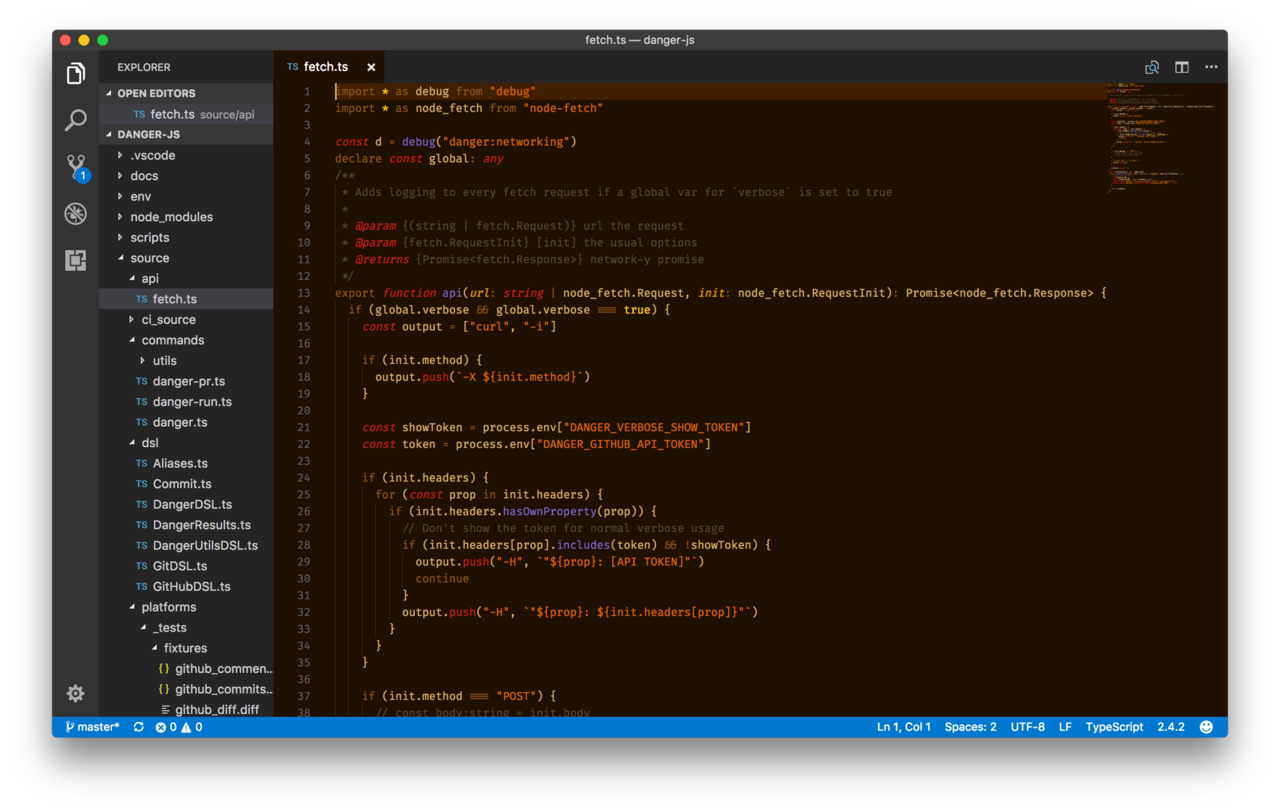 fetch.ts — danger-js
EXPLORER
OPEN EDITORS
TS fetch.ts source/api
DANGER-JS
.vscode
docs
env
node_modules
scripts
source
api
TS fetch.ts
ci_source
commands
utils
TS danger-pr.ts
TS danger-run.ts
TS danger.ts
dsl
TS Aliases.ts
TS Commit.ts
TS DangerDSL.ts
TS DangerResults.ts
TS DangerUtilsDSL.ts
TS GitDSL.ts
TS GitHubDSL.ts
platforms
_tests
fixtures
{} github_commen...
{} github_commits...
github_diff.diff
1
TS fetch.ts ×
1 import * as debug from "debug"
2 import * as node_fetch from "node-fetch"
3
4 const d = debug("danger:networking")
5 declare const global: any
6 /**
7  * Adds logging to every fetch request if a global var for `verbose` is set to true
8  *
9  * @param {(string | fetch.Request)} url the request
10  * @param {fetch.RequestInit} [init] the usual options
11  * @returns {Promise<fetch.Response>} network-y promise
12  */
13 export function api(url: string | node_fetch.Request, init: node_fetch.RequestInit): Promise<node_fetch.Response> {
14   if (global.verbose && global.verbose === true) {
15     const output = ["curl", "-i"]
16
17     if (init.method) {
18       output.push(`-X ${init.method}`)
19     }
20
21     const showToken = process.env["DANGER_VERBOSE_SHOW_TOKEN"]
22     const token = process.env["DANGER_GITHUB_API_TOKEN"]
23
24     if (init.headers) {
25       for (const prop in init.headers) {
26         if (init.headers.hasOwnProperty(prop)) {
27           // Don't show the token for normal verbose usage
28           if (init.headers[prop].includes(token) && !showToken) {
29             output.push("-H", `"${prop}: [API TOKEN]"`)
30             continue
31           }
32           output.push("-H", `"${prop}: ${init.headers[prop]}"`)
33         }
34       }
35     }
36
37     if (init.method === "POST") {
38       // const body:string = init.body
master* 0 0
Ln 1, Col 1 Spaces: 2 UTF-8 LF TypeScript 2.4.2